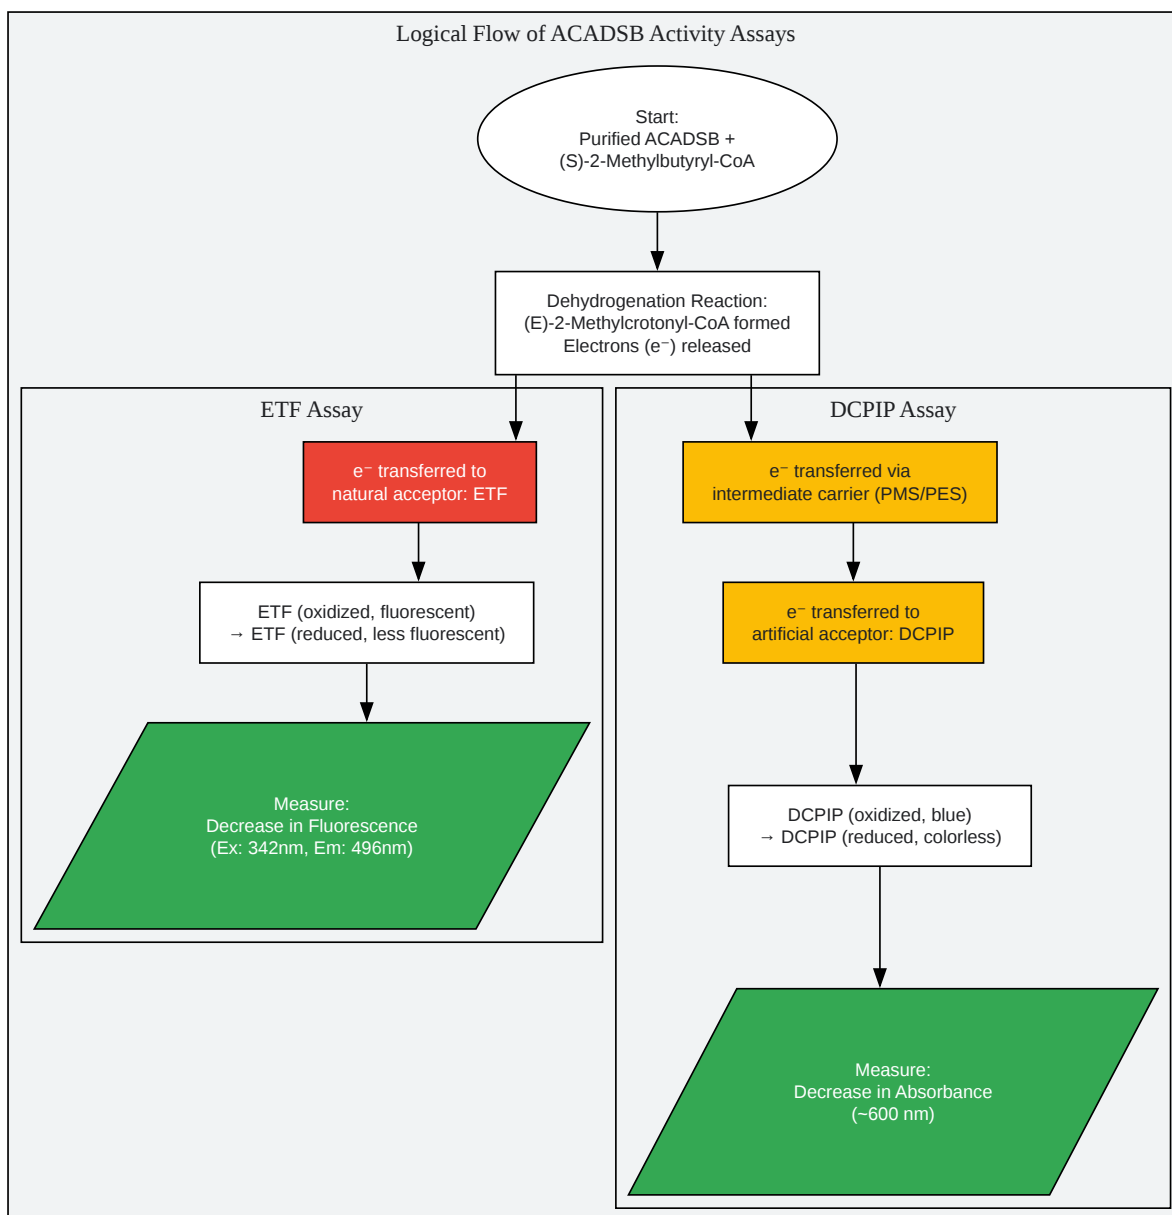 Logical Flow of ACADSB Activity Assays
Start:
Purified ACADSB +
(S)-2-Methylbutyryl-CoA
Dehydrogenation Reaction:
(E)-2-Methylcrotonyl-CoA formed
Electrons (e⁻) released
ETF Assay
e⁻ transferred to
natural acceptor: ETF
ETF (oxidized, fluorescent)
→ ETF (reduced, less fluorescent)
Measure:
Decrease in Fluorescence
(Ex: 342nm, Em: 496nm)
DCPIP Assay
e⁻ transferred via
intermediate carrier (PMS/PES)
e⁻ transferred to
artificial acceptor: DCPIP
DCPIP (oxidized, blue)
→ DCPIP (reduced, colorless)
Measure:
Decrease in Absorbance
(~600 nm)